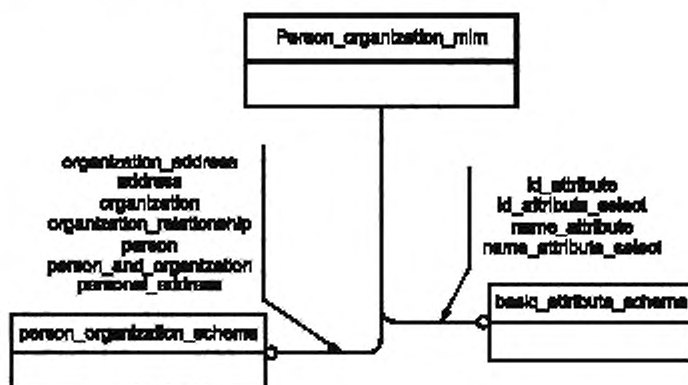 Person_organization_mim
organization_address
address
organization
organization_relationship
person
person_and_organization
personal_address
id_attribute
id_attribute_select
name_attribute
name_attribute_select
person_organization_schema
basic_attribute_schema